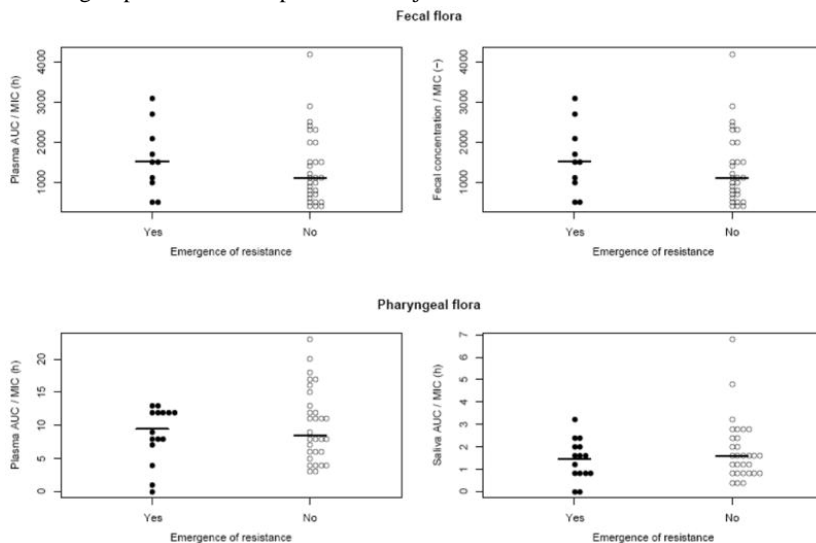 Fecal flora
Plasma AUC / MIC (h)
4000
3000
2000
1000
Yes
No
Emergence of resistance
Fecal concentration / MIC (−)
4000
3000
2000
1000
Yes
No
Emergence of resistance
Pharyngeal flora
Plasma AUC / MIC (h)
20
15
10
5
0
Yes
No
Emergence of resistance
Saliva AUC / MIC (h)
7
6
5
4
3
2
1
0
Yes
No
Emergence of resistance